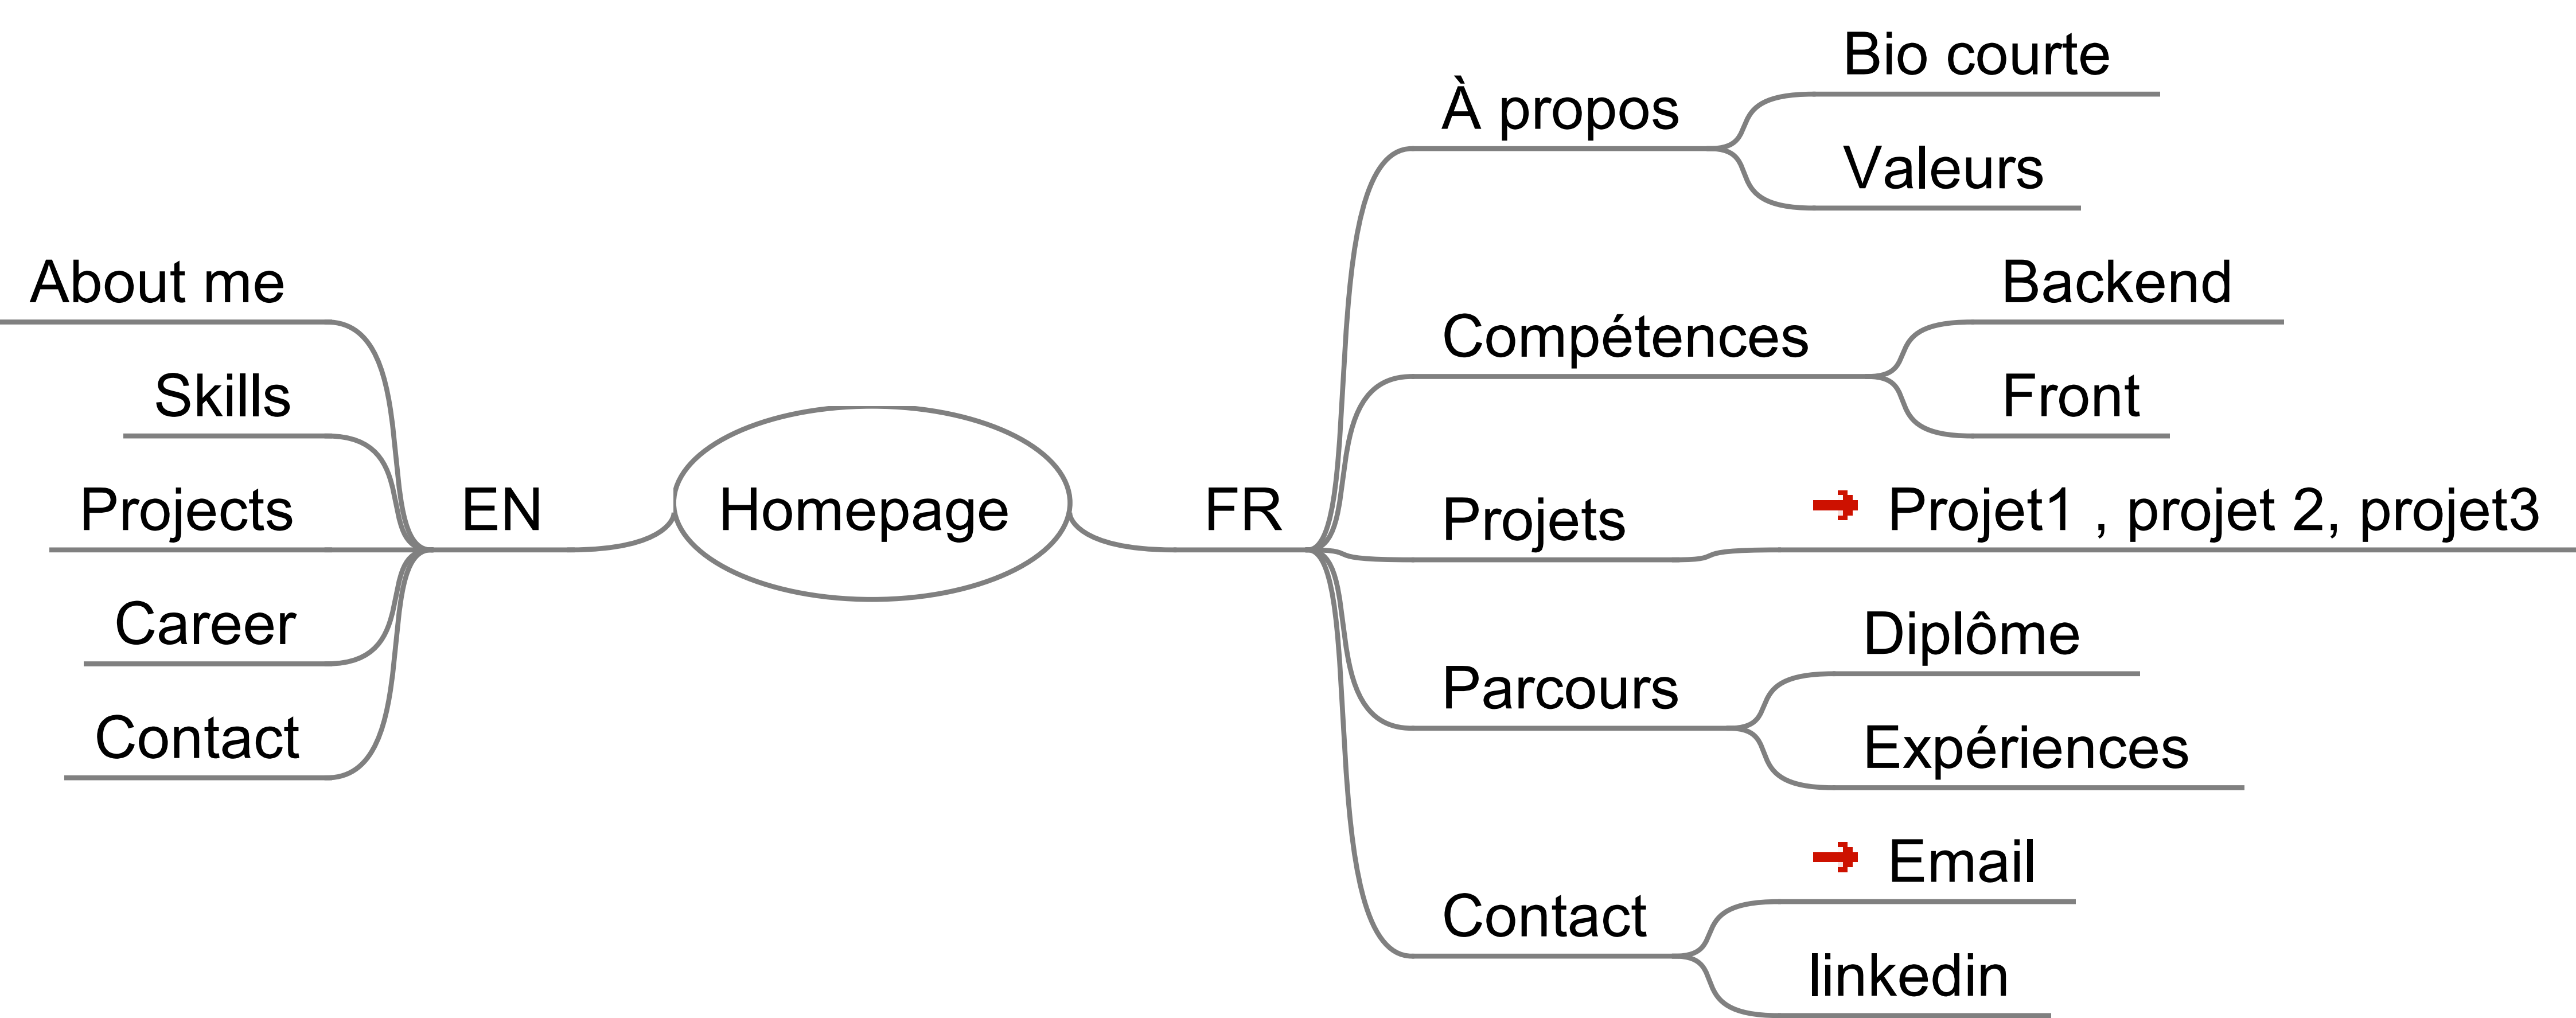 Homepage
EN
About me
Skills
Projects
Career
Contact
FR
À propos
Bio courte
Valeurs
Compétences
Backend
Front
Projets
Projet1 , projet 2, projet3
Parcours
Diplôme
Expériences
Contact
Email
linkedin